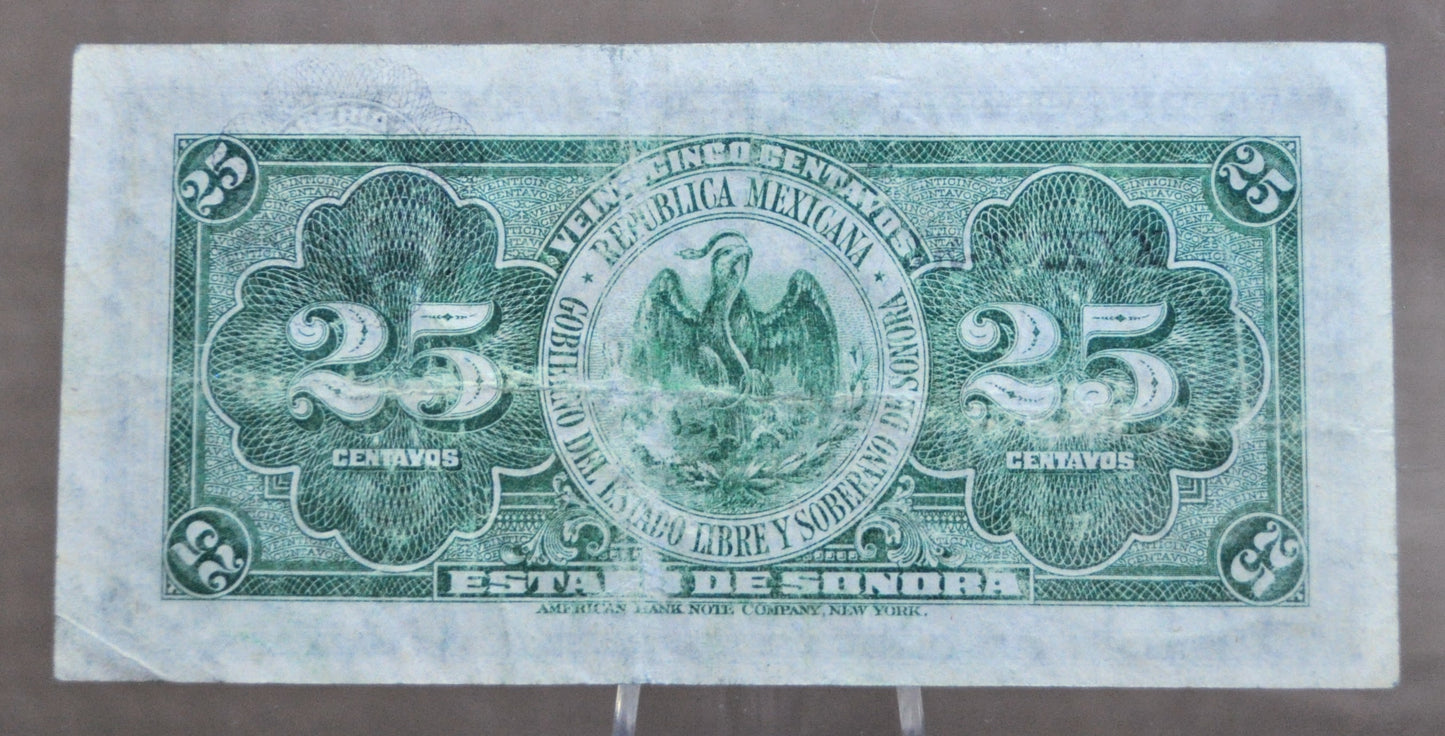 25 25
VEINTICINCO CENTAVOS
REPUBLICA MEXICANA
25 25
CENTAVOS CENTAVOS
GOBIERNO DEL ESTADO LIBRE Y SOBERANO DE SONORA
25 25
ESTADO DE SONORA
AMERICAN BANK NOTE COMPANY, NEW YORK.